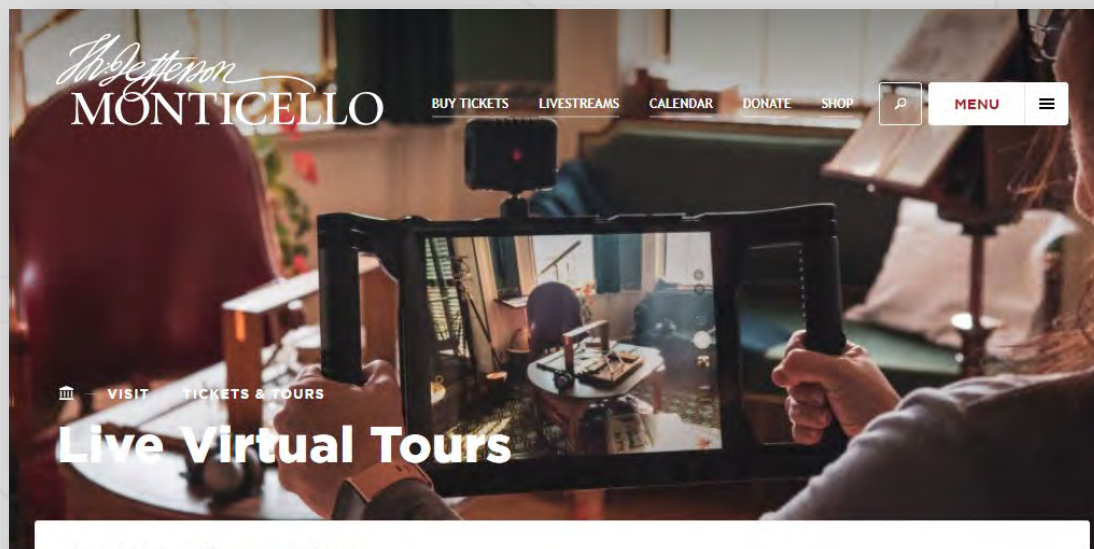 Th: Jefferson
MONTICELLO
BUY TICKETS LIVESTREAMS CALENDAR DONATE SHOP MENU
VISIT TICKETS & TOURS
Live Virtual Tours